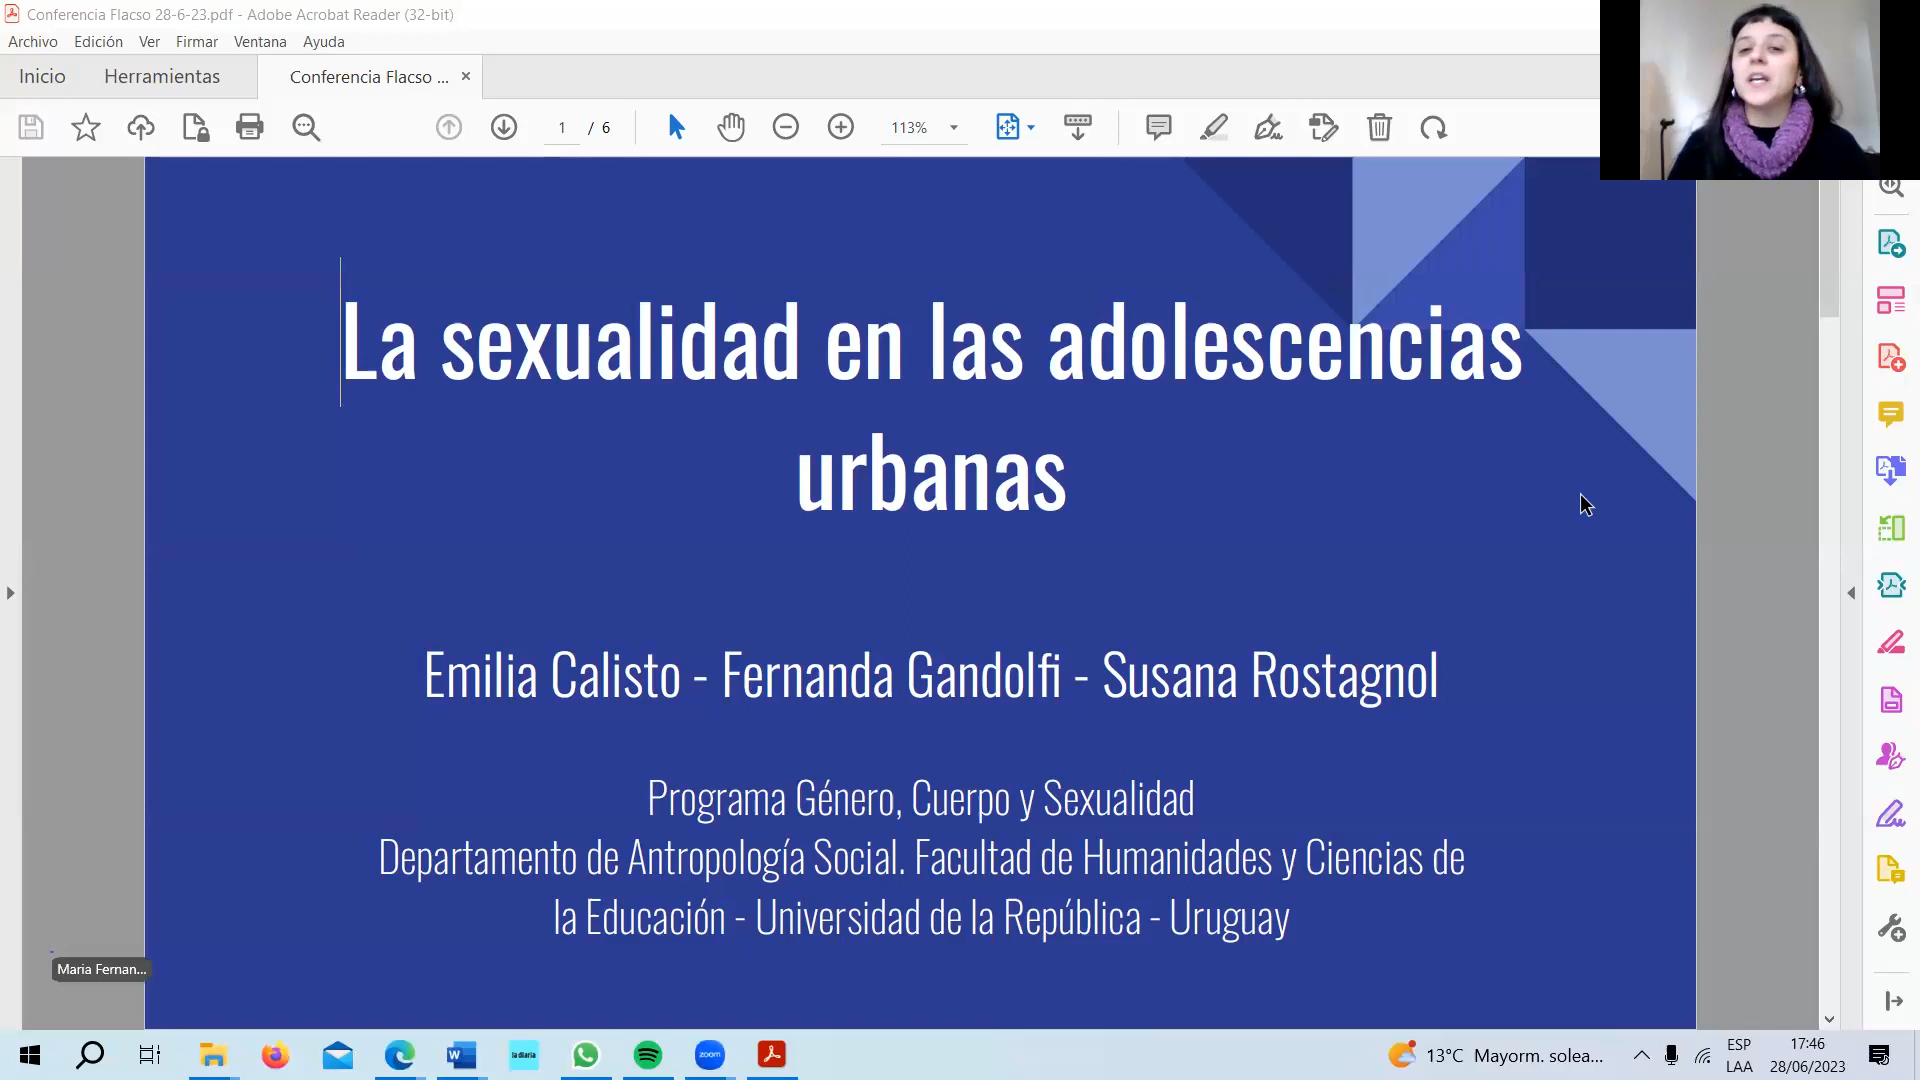 Conferencia Flacso 28-6-23.pdf - Adobe Acrobat Reader (32-bit)
Archivo Edición Ver Firmar Ventana Ayuda
Inicio Herramientas Conferencia Flacso ... ×
1 / 6 113%
La sexualidad en las adolescencias
urbanas
Emilia Calisto - Fernanda Gandolfi - Susana Rostagnol
Programa Género, Cuerpo y Sexualidad
Departamento de Antropología Social. Facultad de Humanidades y Ciencias de
la Educación - Universidad de la República - Uruguay
Maria Fernan...
la diaria
zoom
13°C Mayorm. solea...
ESP
LAA
17:46
28/06/2023